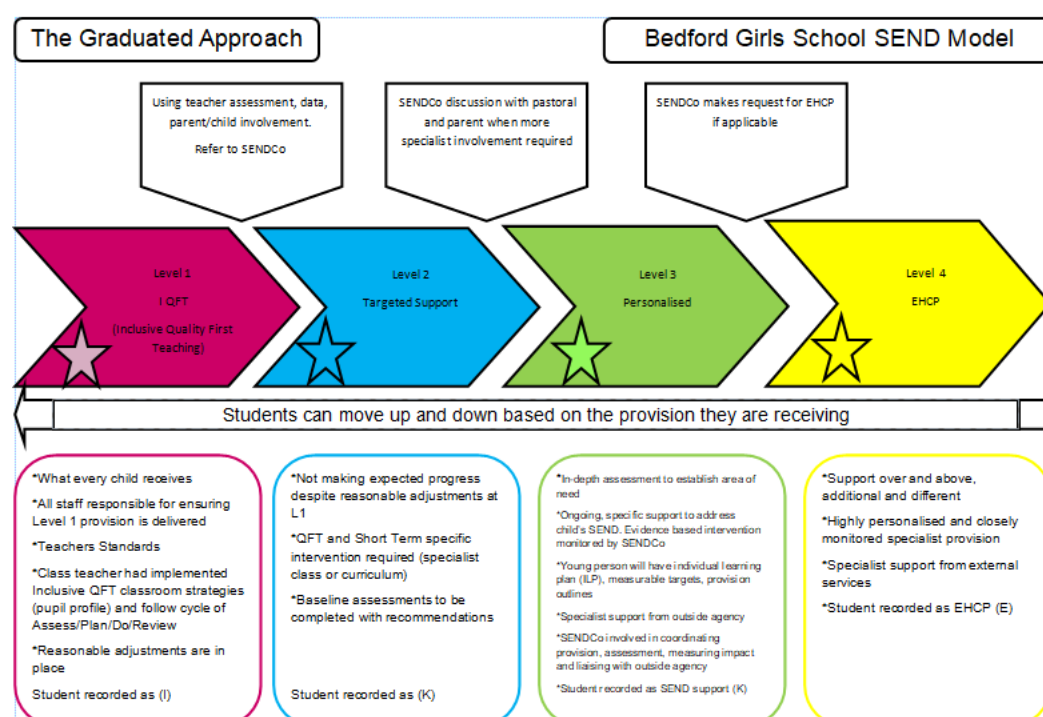 The Graduated Approach
Bedford Girls School SEND Model
Using teacher assessment, data,
parent/child involvement.
Refer to SENDCo
SENDCo discussion with pastoral
and parent when more
specialist involvement required
SENDCo makes request for EHCP
if applicable
Level 1
I QFT
(Inclusive Quality First
Teaching)
Level 2
Targeted Support
Level 3
Personalised
Level 4
EHCP
Students can move up and down based on the provision they are receiving
*What every child receives
*All staff responsible for ensuring
Level 1 provision is delivered
*Teachers Standards
*Class teacher had implemented
Inclusive QFT classroom strategies
(pupil profile) and follow cycle of
Assess/Plan/Do/Review
*Reasonable adjustments are in
place
Student recorded as (I)
*Not making expected progress
despite reasonable adjustments at
L1
*QFT and Short Term specific
intervention required (specialist
class or curriculum)
*Baseline assessments to be
completed with recommendations
Student recorded as (K)
*In-depth assessment to establish area of
need
*Ongoing, specific support to address
child's SEND. Evidence based intervention
monitored by SENDCo
*Young person will have individual learning
plan (ILP), measurable targets, provision
outlines
*Specialist support from outside agency
*SENDCo involved in coordinating
provision, assessment, measuring impact
and liaising with outside agency
*Student recorded as SEND support (K)
*Support over and above,
additional and different
*Highly personalised and closely
monitored specialist provision
*Specialist support from external
services
*Student recorded as EHCP (E)